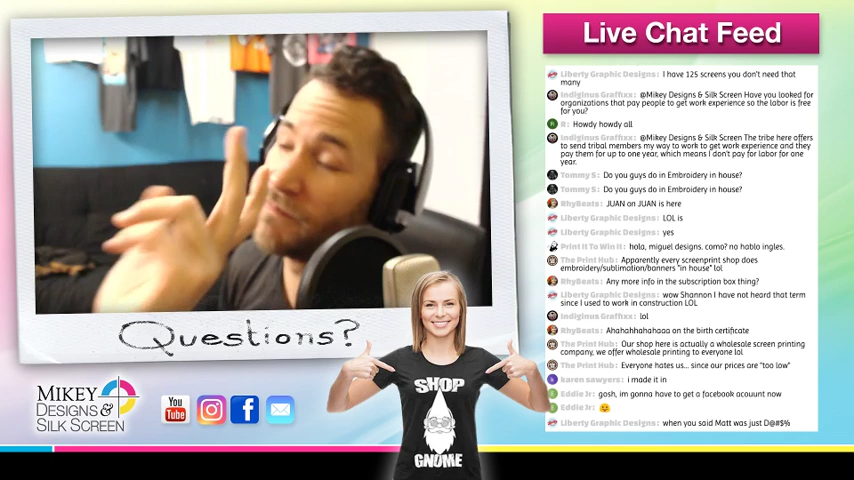 Live Chat Feed
Liberty Graphic Designs: I have 125 screens you don't need that
many
Indiginus Graffixx: @Mikey Designs & Silk Screen Have you looked for
organizations that pay people to get work experience so the labor is free
for you?
R: Howdy howdy all
Indiginus Graffixx: @Mikey Designs & Silk Screen The tribe here offers
to send tribal members my way to work to get work experience and they
pay them for up to one year, which means I don't pay for labor for one
year.
Tommy S: Do you guys do in Embroidery in house?
Tommy S: Do you guys do in Embroidery in house?
RhyBeats: JUAN on JUAN is here
Liberty Graphic Designs: LOL is
Liberty Graphic Designs: yes
Print It To Win It: hola, miguel designs. como? no hablo ingles.
The Print Hub: Apparently every screenprint shop does
embroidery/sublimation/banners "in house" lol
RhyBeats: Any more info in the subscription box thing?
Liberty Graphic Designs: wow Shannon I have not heard that term
since I used to work in construction LOL
Indiginus Graffixx: lol
RhyBeats: Ahahahhahahaaa on the birth certificate
The Print Hub: Our shop here is actually a wholesale screen printing
company, we offer wholesale printing to everyone lol
The Print Hub: Everyone hates us... since our prices are "too low"
karen sawyers: i made it in
Eddie Jr: gosh, im gonna have to get a facebook acouunt now
Eddie Jr: 🙂
Liberty Graphic Designs: when you said Matt was just D@#$%
Questions?
MIKEY
DESIGNS &
SILK SCREEN
You
Tube
SHOP
GNOME